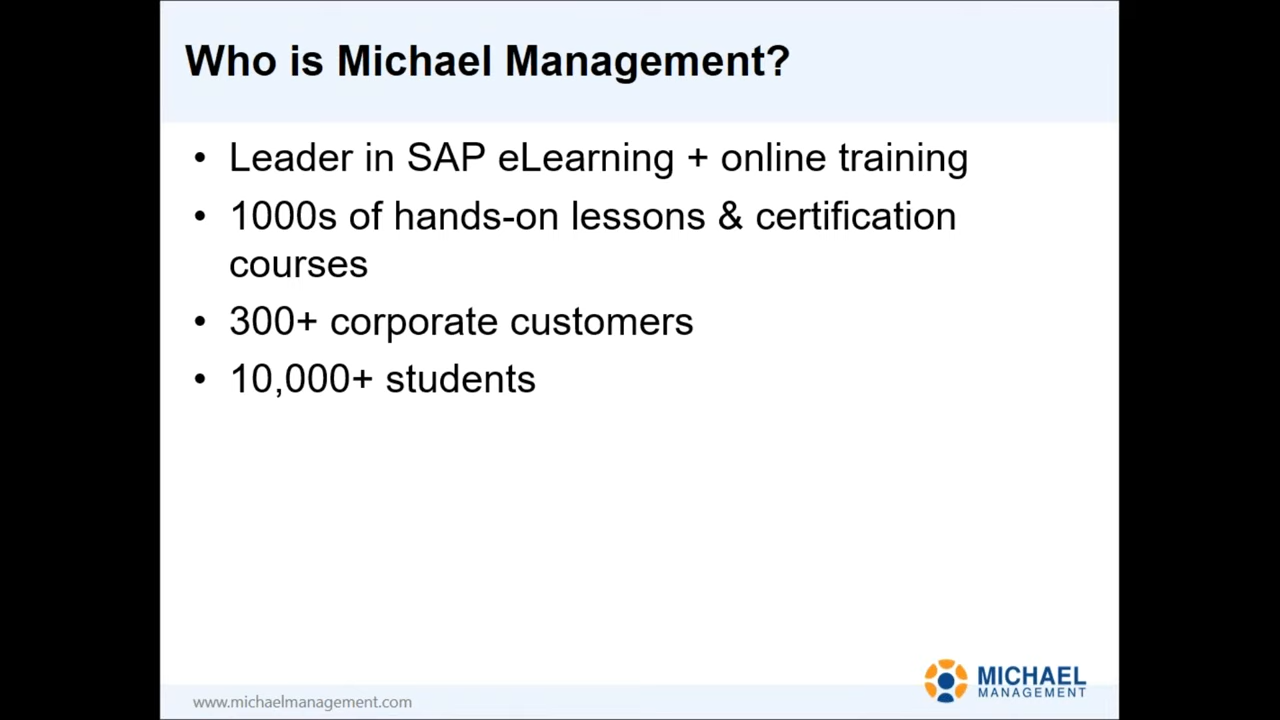 Who is Michael Management?
• Leader in SAP eLearning + online training
• 1000s of hands-on lessons & certification
courses
• 300+ corporate customers
• 10,000+ students
www.michaelmanagement.com
MICHAEL
MANAGEMENT